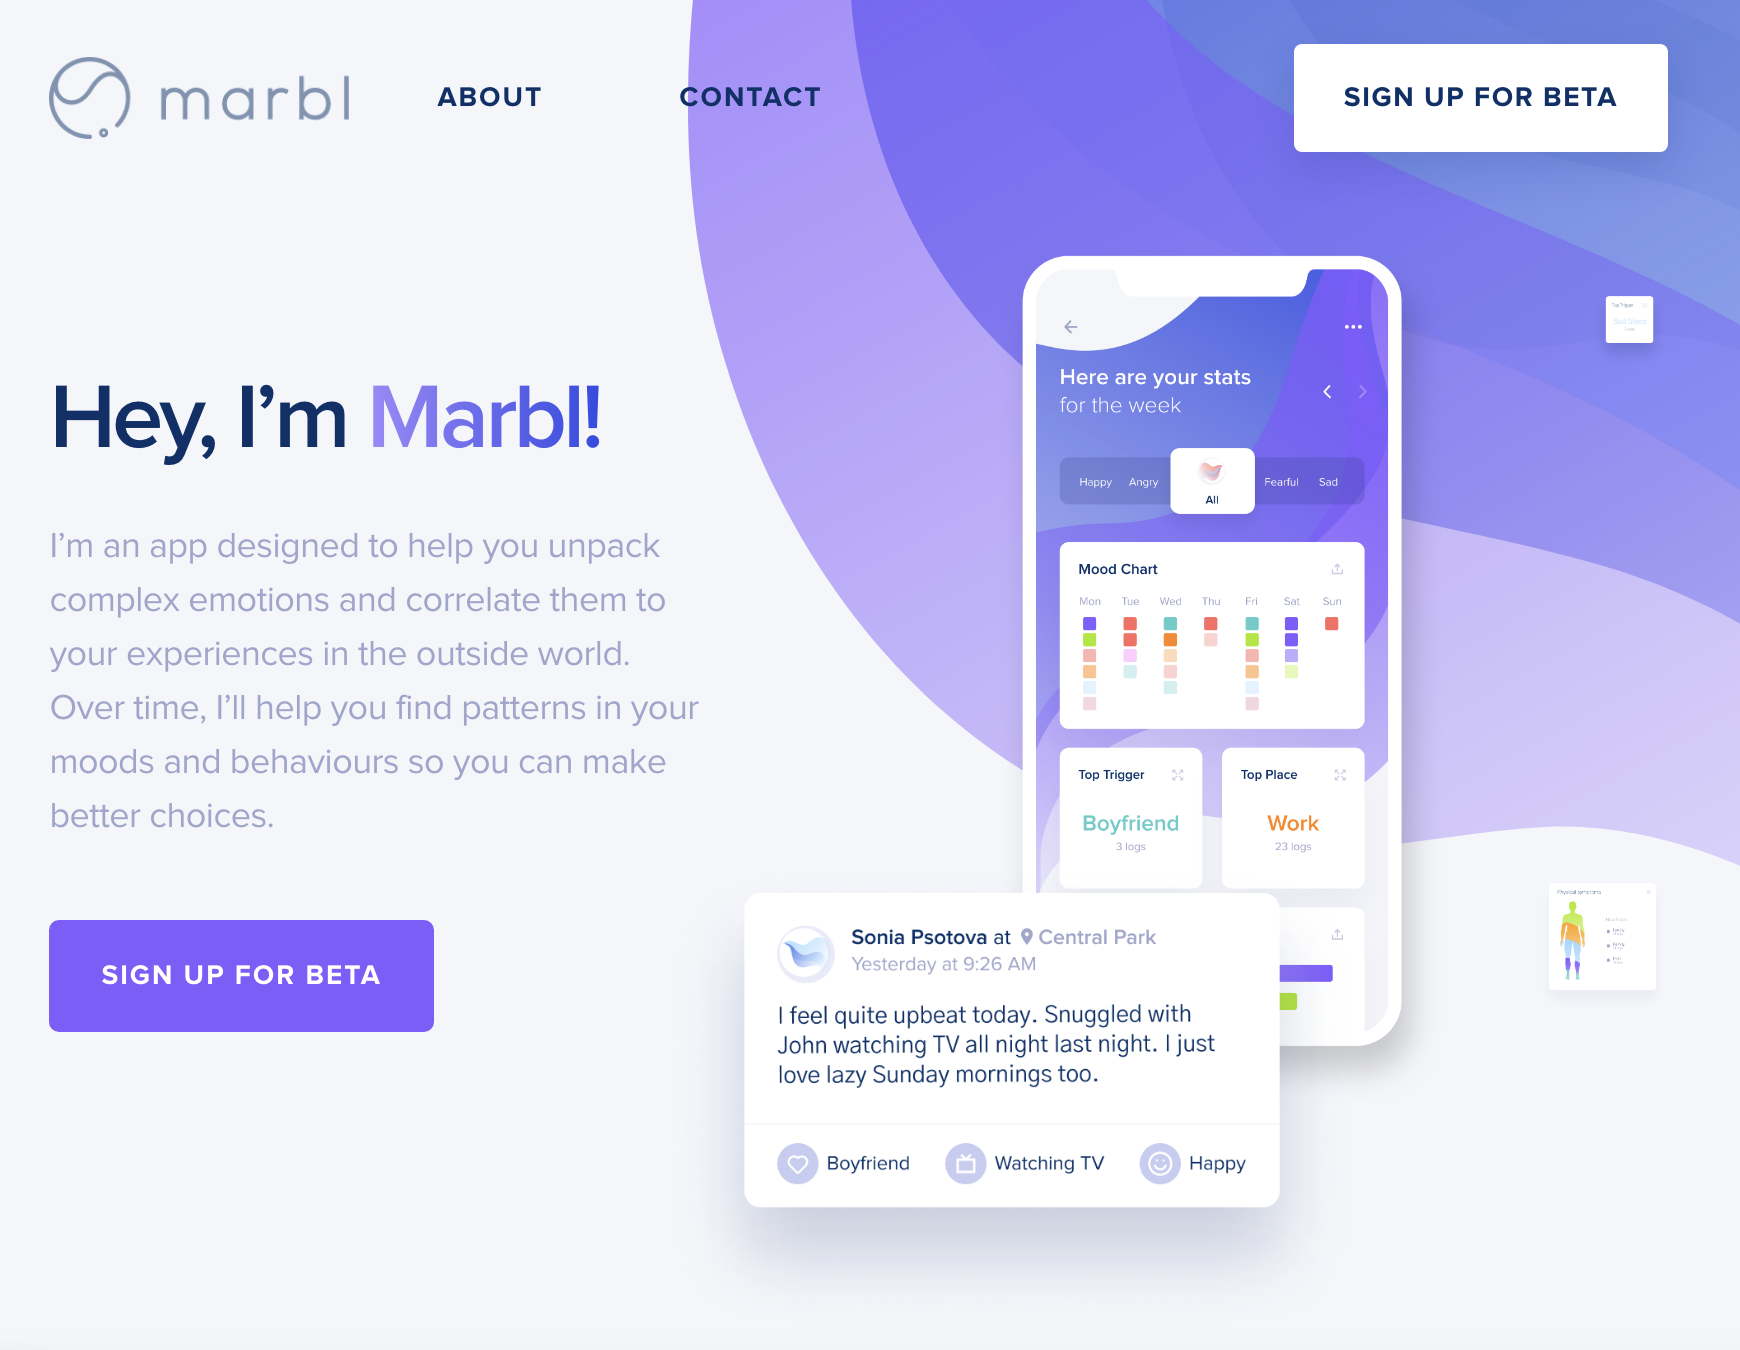 marbl
ABOUT
CONTACT
SIGN UP FOR BETA
Hey, I’m Marbl!
I’m an app designed to help you unpack
complex emotions and correlate them to
your experiences in the outside world.
Over time, I’ll help you find patterns in your
moods and behaviours so you can make
better choices.
SIGN UP FOR BETA
Here are your stats
for the week
Happy
Angry
All
Fearful
Sad
Mood Chart
Mon Tue Wed Thu Fri Sat Sun
Top Trigger
Boyfriend
3 logs
Top Place
Work
23 logs
Sonia Psotova at Central Park
Yesterday at 9:26 AM
I feel quite upbeat today. Snuggled with
John watching TV all night last night. I just
love lazy Sunday mornings too.
Boyfriend
Watching TV
Happy
Top Trigger
Bad Sleep
Physical symptoms